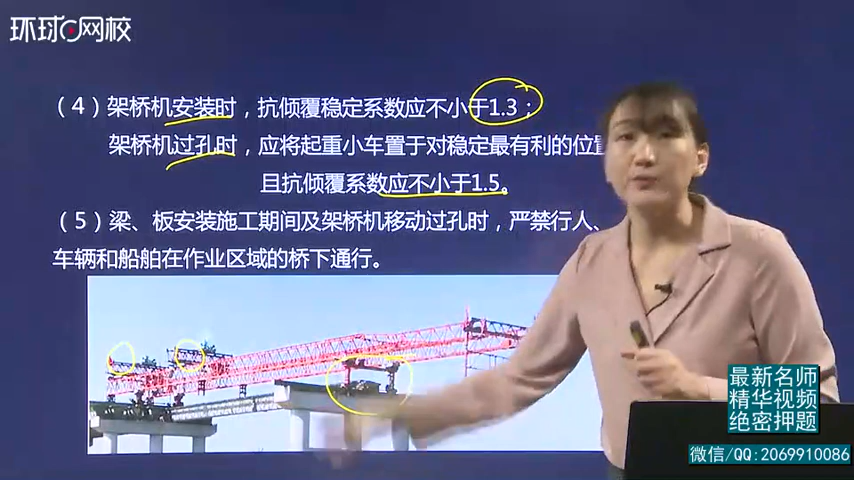 环球网校
（4）架桥机安装时，抗倾覆稳定系数应不小于1.3；
架桥机过孔时，应将起重小车置于对稳定最有利的位置
且抗倾覆系数应不小于1.5。
（5）梁、板安装施工期间及架桥机移动过孔时，严禁行人、
车辆和船舶在作业区域的桥下通行。
最新名师
精华视频
绝密押题
微信/QQ:2069910086